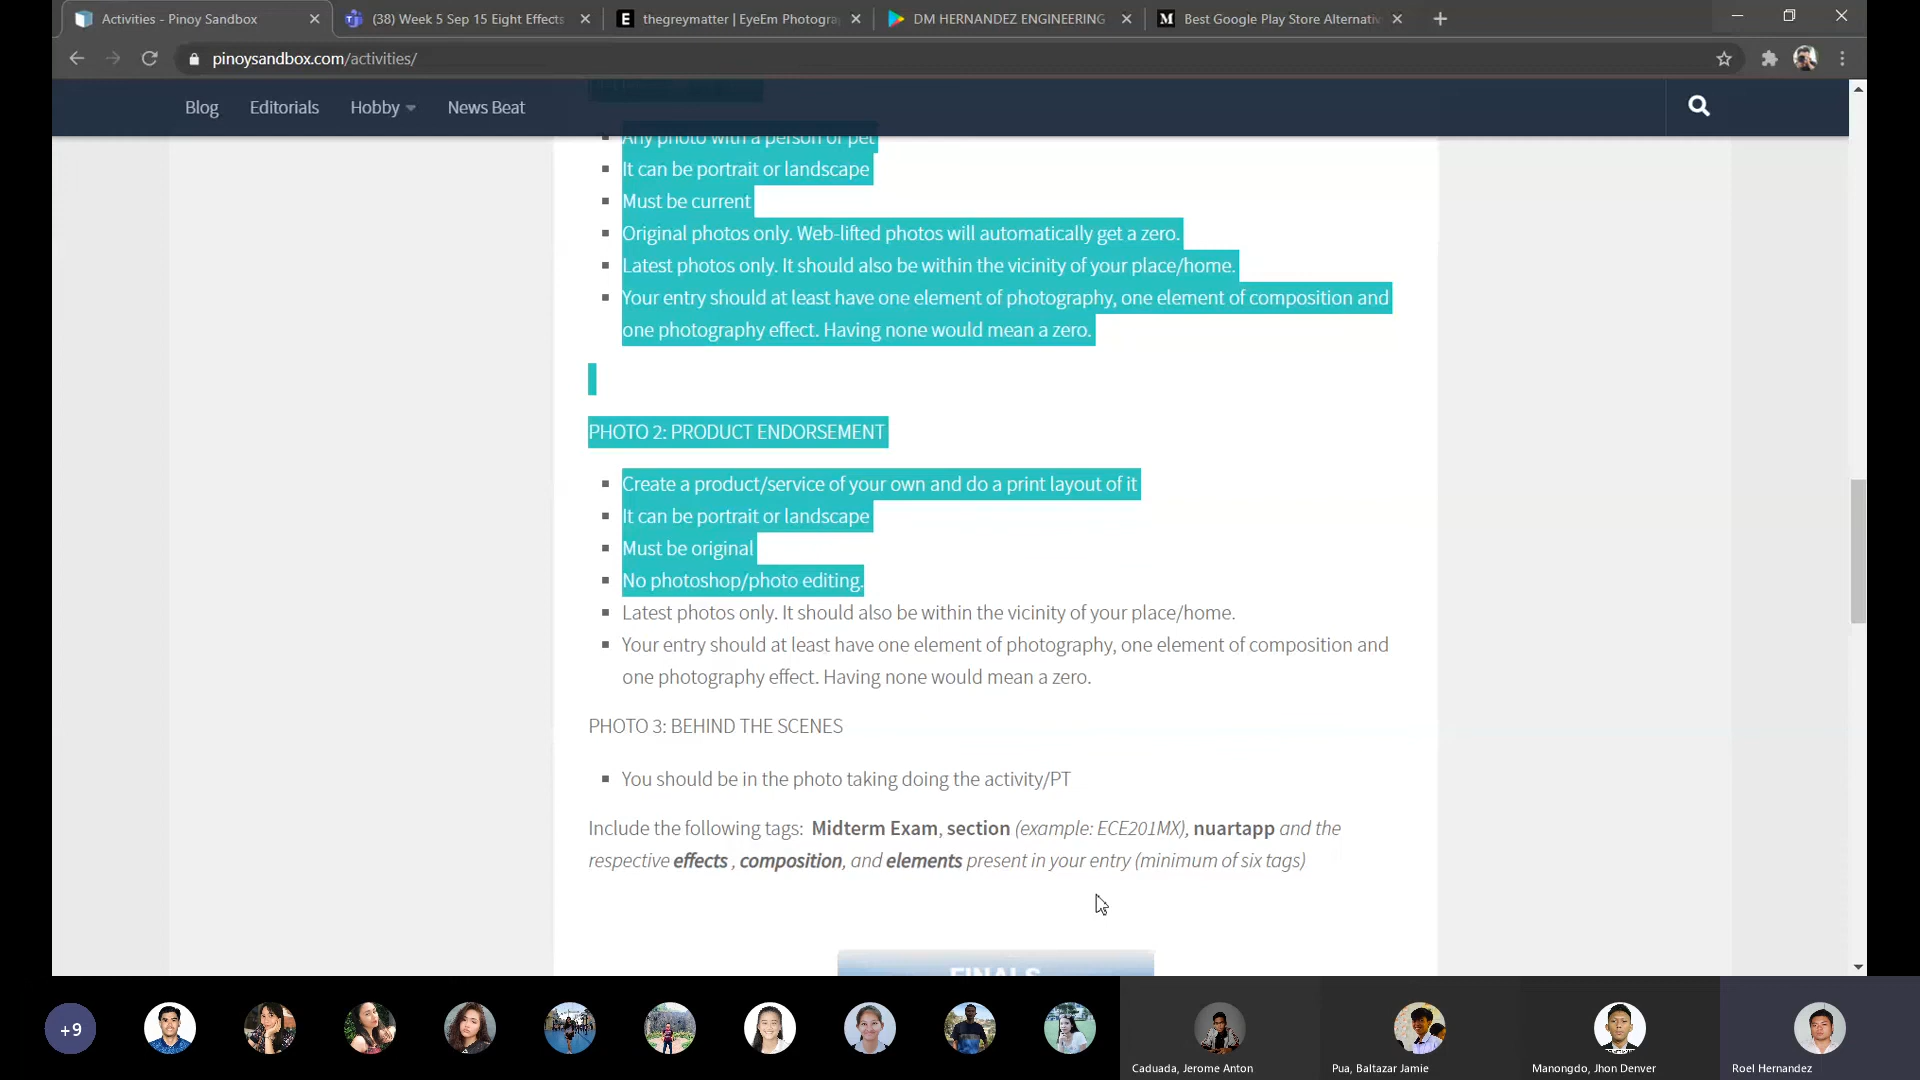 Activities - Pinoy Sandbox
(38) Week 5 Sep 15 Eight Effects
thegreymatter | EyeEm Photogra
DM HERNANDEZ ENGINEERING
Best Google Play Store Alternati
pinoysandbox.com/activities/
Blog
Editorials
Hobby
News Beat
Any photo with a person or pet
It can be portrait or landscape
Must be current
Original photos only. Web-lifted photos will automatically get a zero.
Latest photos only. It should also be within the vicinity of your place/home.
Your entry should at least have one element of photography, one element of composition and
one photography effect. Having none would mean a zero.
PHOTO 2: PRODUCT ENDORSEMENT
Create a product/service of your own and do a print layout of it
It can be portrait or landscape
Must be original
No photoshop/photo editing.
Latest photos only. It should also be within the vicinity of your place/home.
Your entry should at least have one element of photography, one element of composition and
one photography effect. Having none would mean a zero.
PHOTO 3: BEHIND THE SCENES
You should be in the photo taking doing the activity/PT
Include the following tags: Midterm Exam, section (example: ECE201MX), nuartapp and the
respective effects , composition, and elements present in your entry (minimum of six tags)
FINALS
+9
Caduada, Jerome Anton
Pua, Baltazar Jamie
Manongdo, Jhon Denver
Roel Hernandez